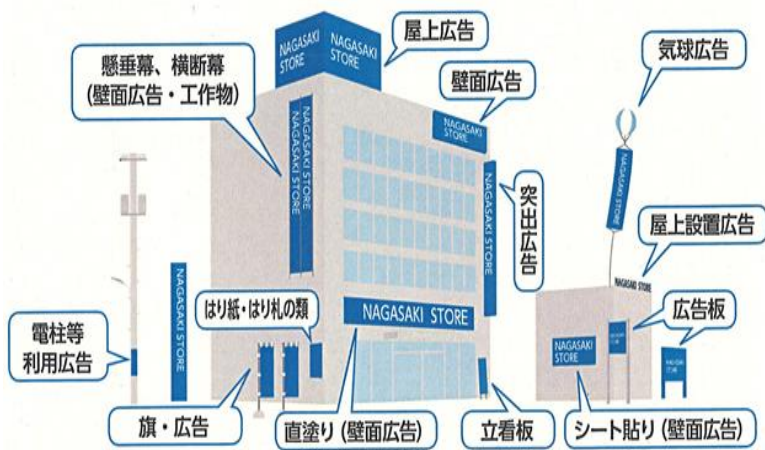 屋上広告
NAGASAKI
STORE
NAGASAKI
STORE
懸垂幕、横断幕
(壁面広告・工作物)
壁面広告
NAGASAKI
STORE
気球広告
NAGASAKI STORE
NAGASAKI STORE
NAGASAKI STORE
NAGASAKI STORE
突出広告
NAGASAKI STORE
屋上設置広告
NAGASAKI STORE
NAGASAKI
STORE
はり紙・はり札の類
NAGASAKI STORE
広告板
電柱等
利用広告
NAGASAKI
STORE
旗・広告
直塗り(壁面広告)
立看板
シート貼り(壁面広告)